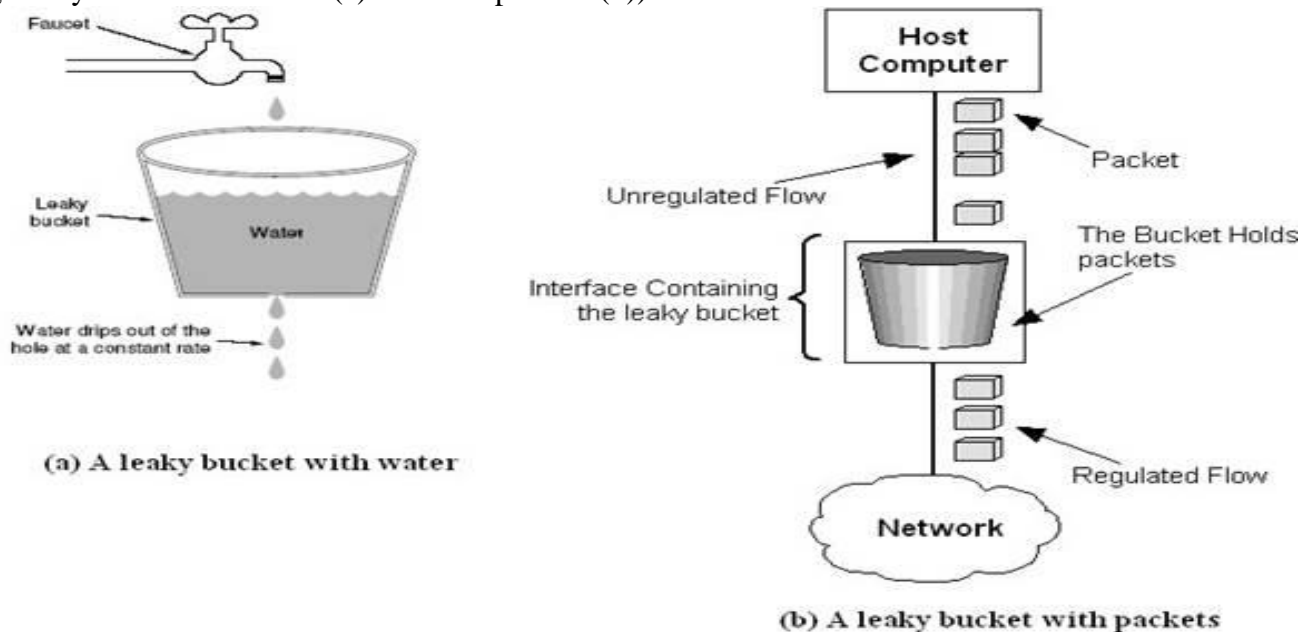 Faucet
Leaky
bucket
Water
Water drips out of the
hole at a constant rate
(a) A leaky bucket with water
Host
Computer
Packet
Unregulated Flow
The Bucket Holds
packets
Interface Containing
the leaky bucket
Regulated Flow
Network
(b) A leaky bucket with packets